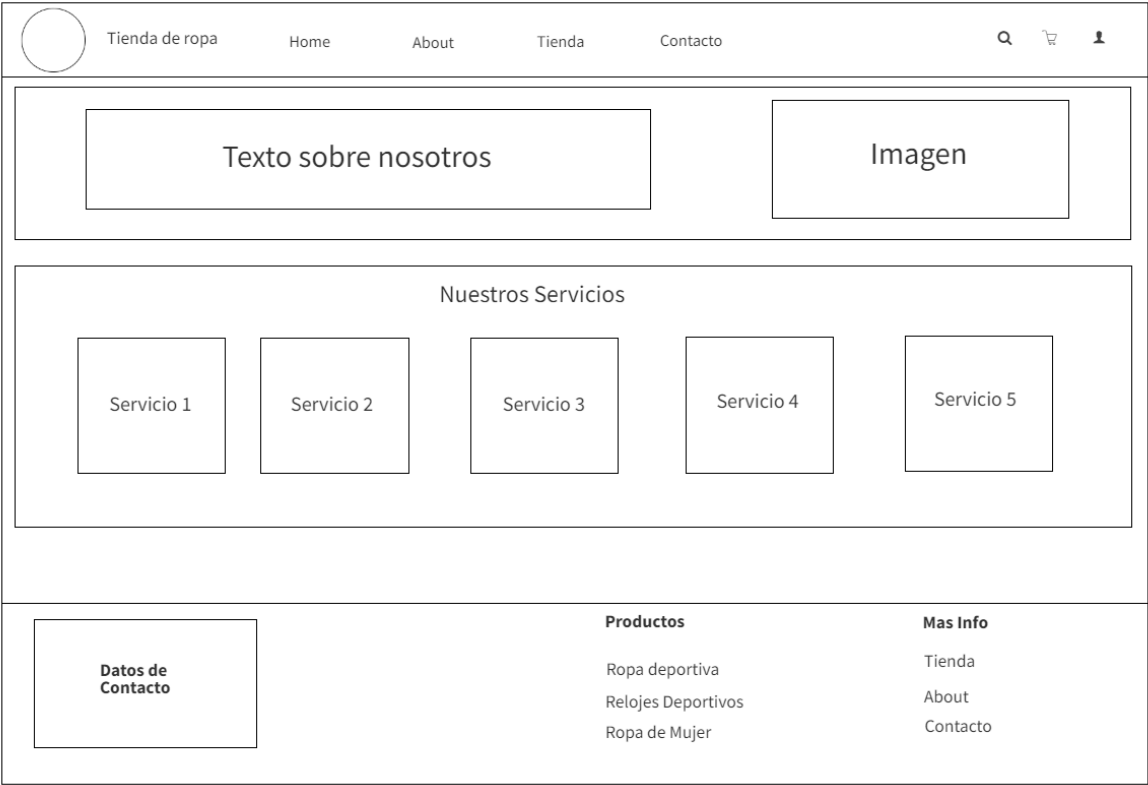 Tienda de ropa Home About Tienda Contacto
Texto sobre nosotros
Imagen
Nuestros Servicios
Servicio 1
Servicio 2
Servicio 3
Servicio 4
Servicio 5
Datos de
Contacto
Productos
Ropa deportiva
Relojes Deportivos
Ropa de Mujer
Mas Info
Tienda
About
Contacto